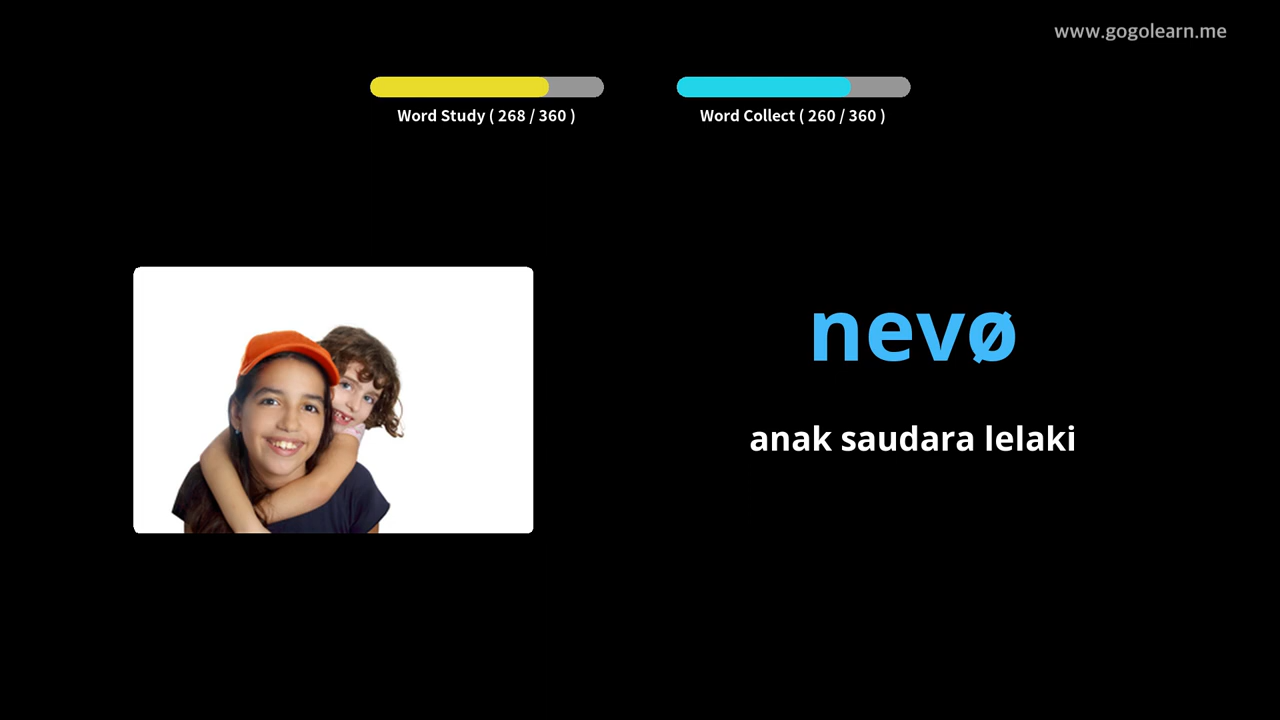 www.gogolearn.me
Word Study ( 268 / 360 )
Word Collect ( 260 / 360 )
nevø
anak saudara lelaki